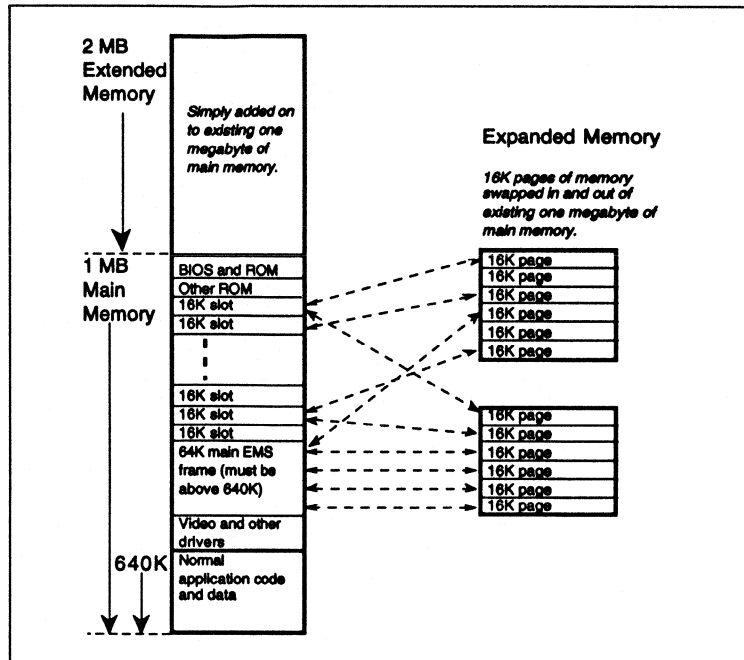 2 MB
Extended
Memory
Simply added on
to existing one
megabyte of
main memory.
Expanded Memory
16K pages of memory
swapped in and out of
existing one megabyte of
main memory.
1 MB
Main
Memory
BIOS and ROM
Other ROM
16K slot
16K slot
16K slot
16K slot
16K slot
64K main EMS
frame (must be
above 640K)
Video and other
drivers
640K
Normal
application code
and data
16K page
16K page
16K page
16K page
16K page
16K page
16K page
16K page
16K page
16K page
16K page
16K page